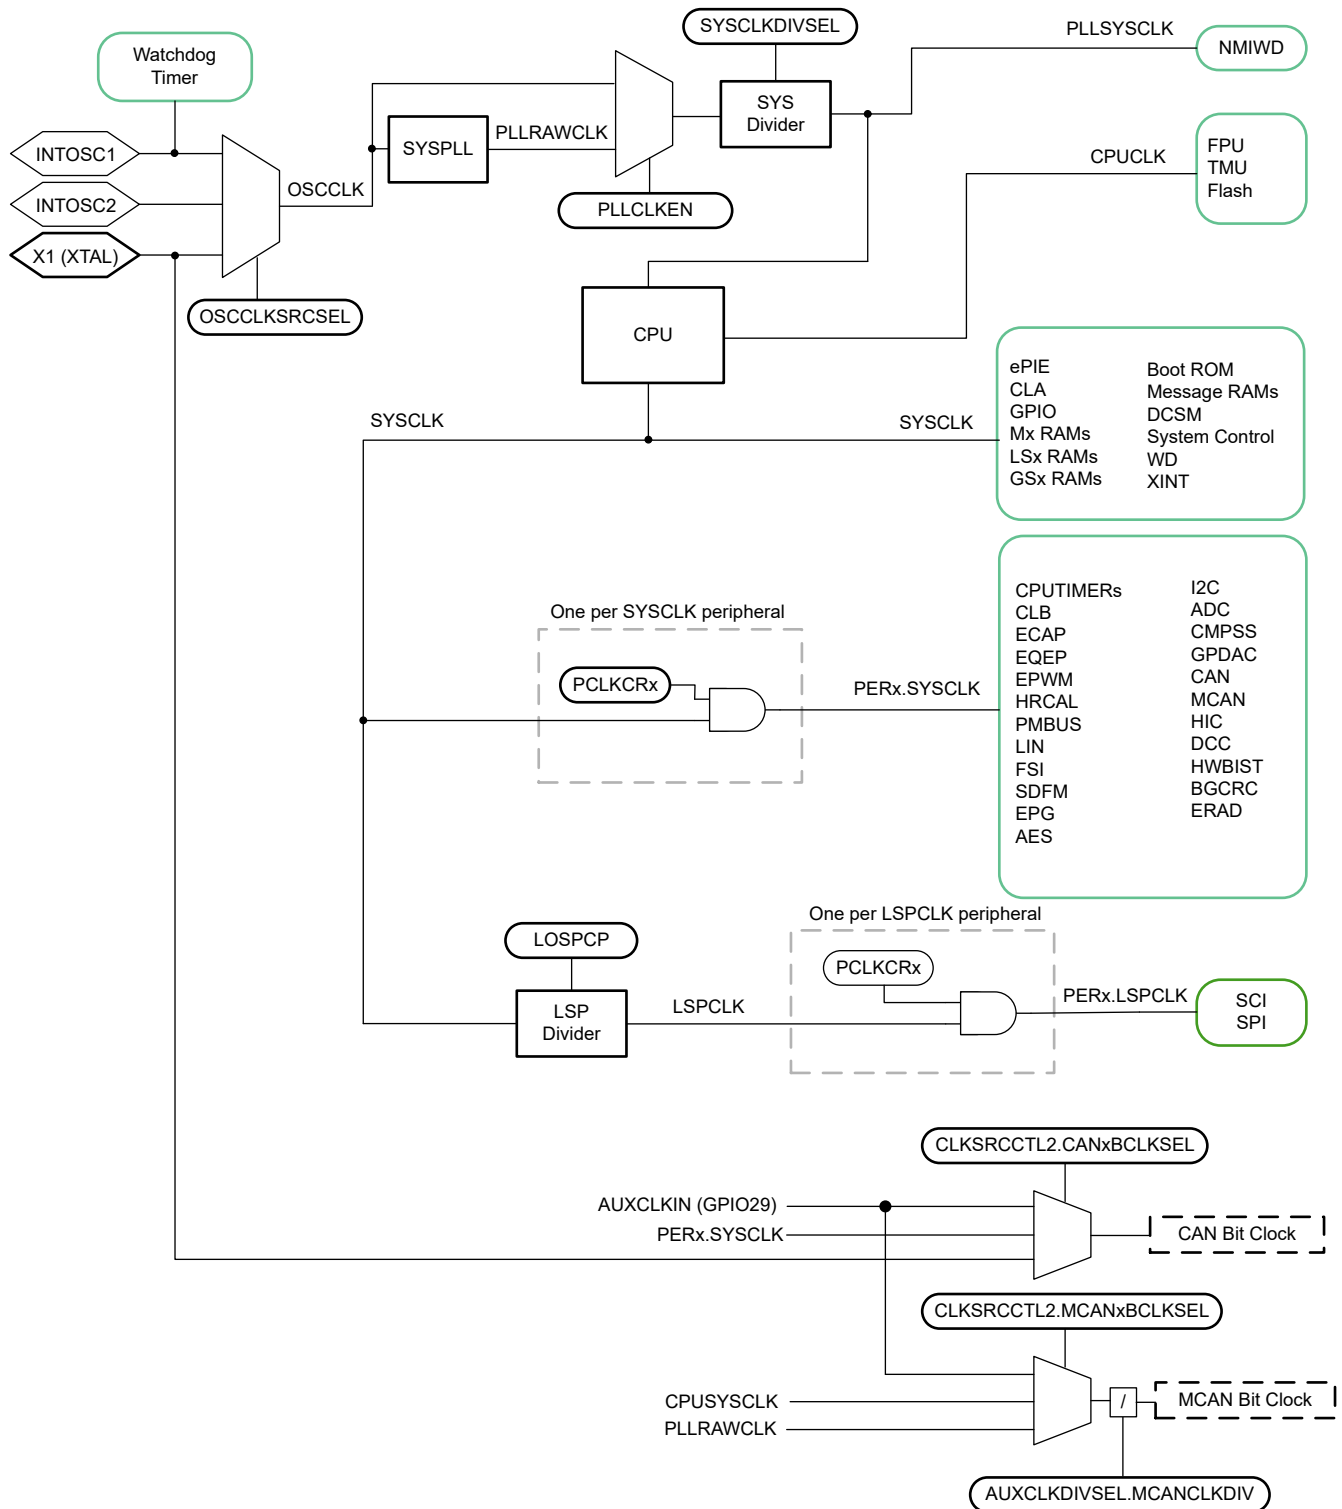 SYSCLKDIVSEL
PLLSYSCLK
NMIWD
Watchdog
Timer
SYS
Divider
INTOSC1
SYSPLL
PLLRAWCLK
CPUCLK
FPU
TMU
Flash
INTOSC2
OSCCLK
PLLCLKEN
X1 (XTAL)
OSCCLKSRCSEL
CPU
SYSCLK
SYSCLK
ePIE
CLA
GPIO
Mx RAMs
LSx RAMs
GSx RAMs
Boot ROM
Message RAMs
DCSM
System Control
WD
XINT
One per SYSCLK peripheral
PCLKCRx
PERx.SYSCLK
CPUTIMERs
CLB
ECAP
EQEP
EPWM
HRCAL
PMBUS
LIN
FSI
SDFM
EPG
AES
I2C
ADC
CMPSS
GPDAC
CAN
MCAN
HIC
DCC
HWBIST
BGCRC
ERAD
One per LSPCLK peripheral
LOSPCP
PCLKCRx
LSP
Divider
LSPCLK
PERx.LSPCLK
SCI
SPI
CLKSRCCTL2.CANxBCLKSEL
AUXCLKIN (GPIO29)
PERx.SYSCLK
CAN Bit Clock
CLKSRCCTL2.MCANxBCLKSEL
CPUSYSCLK
PLLRAWCLK
/
MCAN Bit Clock
AUXCLKDIVSEL.MCANCLKDIV